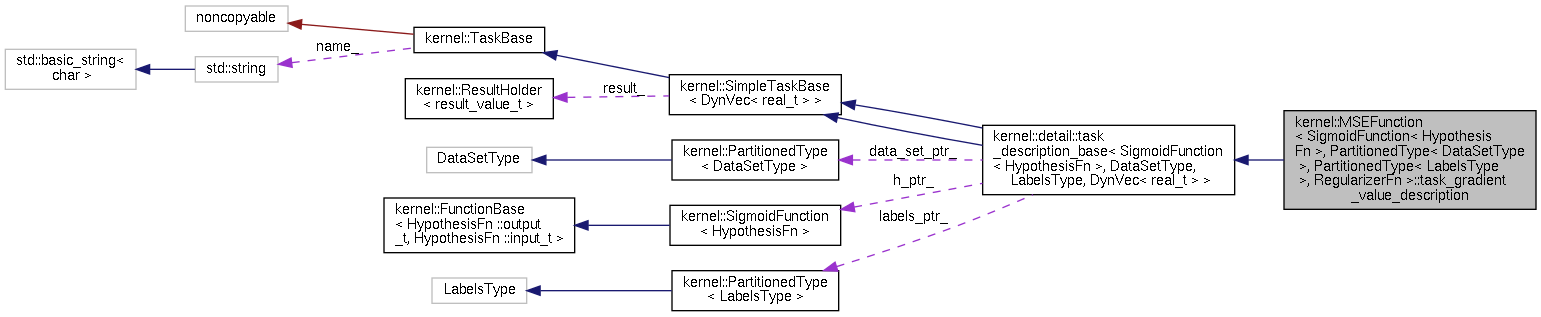 noncopyable
kernel::TaskBase
name_
std::basic_string<
char >
std::string
kernel::SimpleTaskBase
< DynVec< real_t > >
kernel::ResultHolder
< result_value_t >
result_
kernel::MSEFunction
< SigmoidFunction< Hypothesis
Fn >, PartitionedType< DataSetType
>, PartitionedType< LabelsType
>, RegularizerFn >::task_gradient
_value_description
kernel::detail::task
_description_base< SigmoidFunction
< HypothesisFn >, DataSetType,
LabelsType, DynVec< real_t > >
DataSetType
kernel::PartitionedType
< DataSetType >
data_set_ptr_
h_ptr_
kernel::FunctionBase
< HypothesisFn ::output
_t, HypothesisFn ::input_t >
kernel::SigmoidFunction
< HypothesisFn >
labels_ptr_
LabelsType
kernel::PartitionedType
< LabelsType >